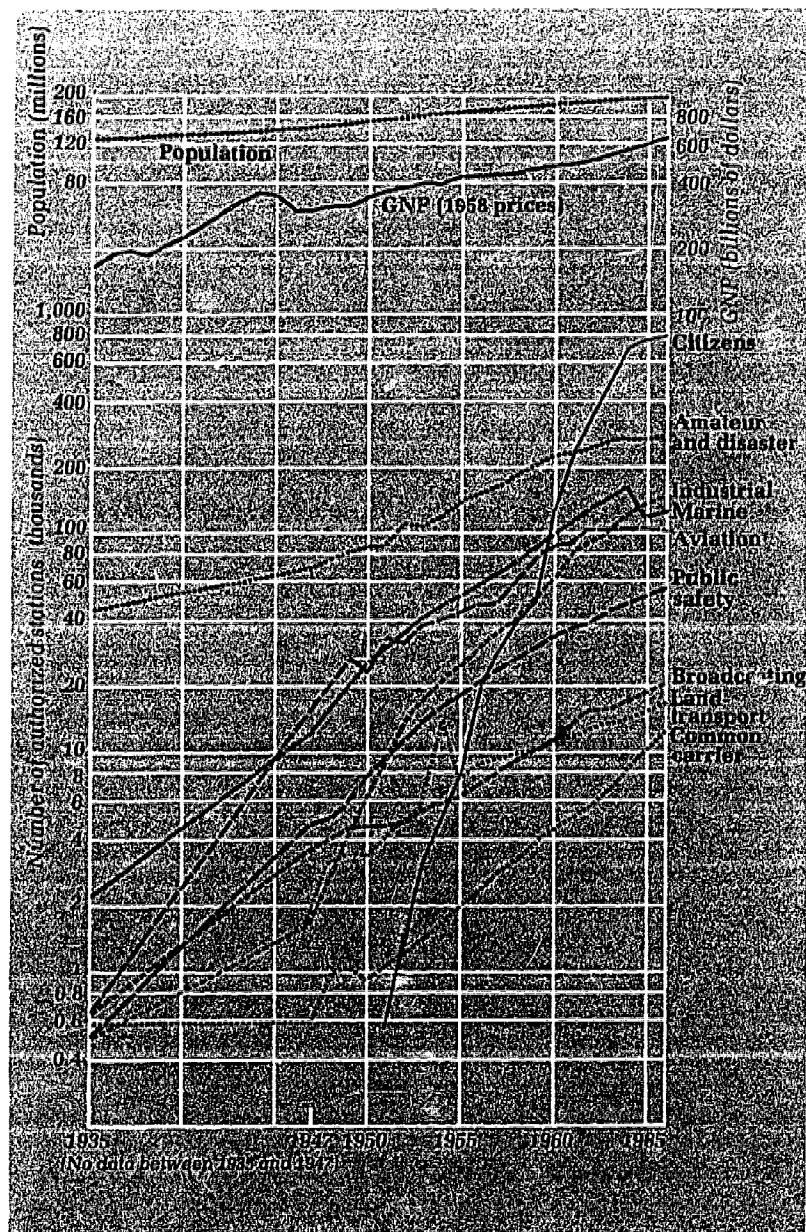 Population (millions)
200
160
120
80
Population
GNP (1958 prices)
800
600
400
200
100
GNP (billions of dollars)
Number of authorized stations (thousands)
1,000
800
600
400
200
100
80
60
40
20
10
8
6
4
2
1
0.8
0.6
0.4
Citizens
Amateur
and disaster
Industrial
Marine
Aviation
Public
safety
Land
transport
Common
carrier
1935
1947
1950
1955
1960
1965
(No data between 1935 and 1947)